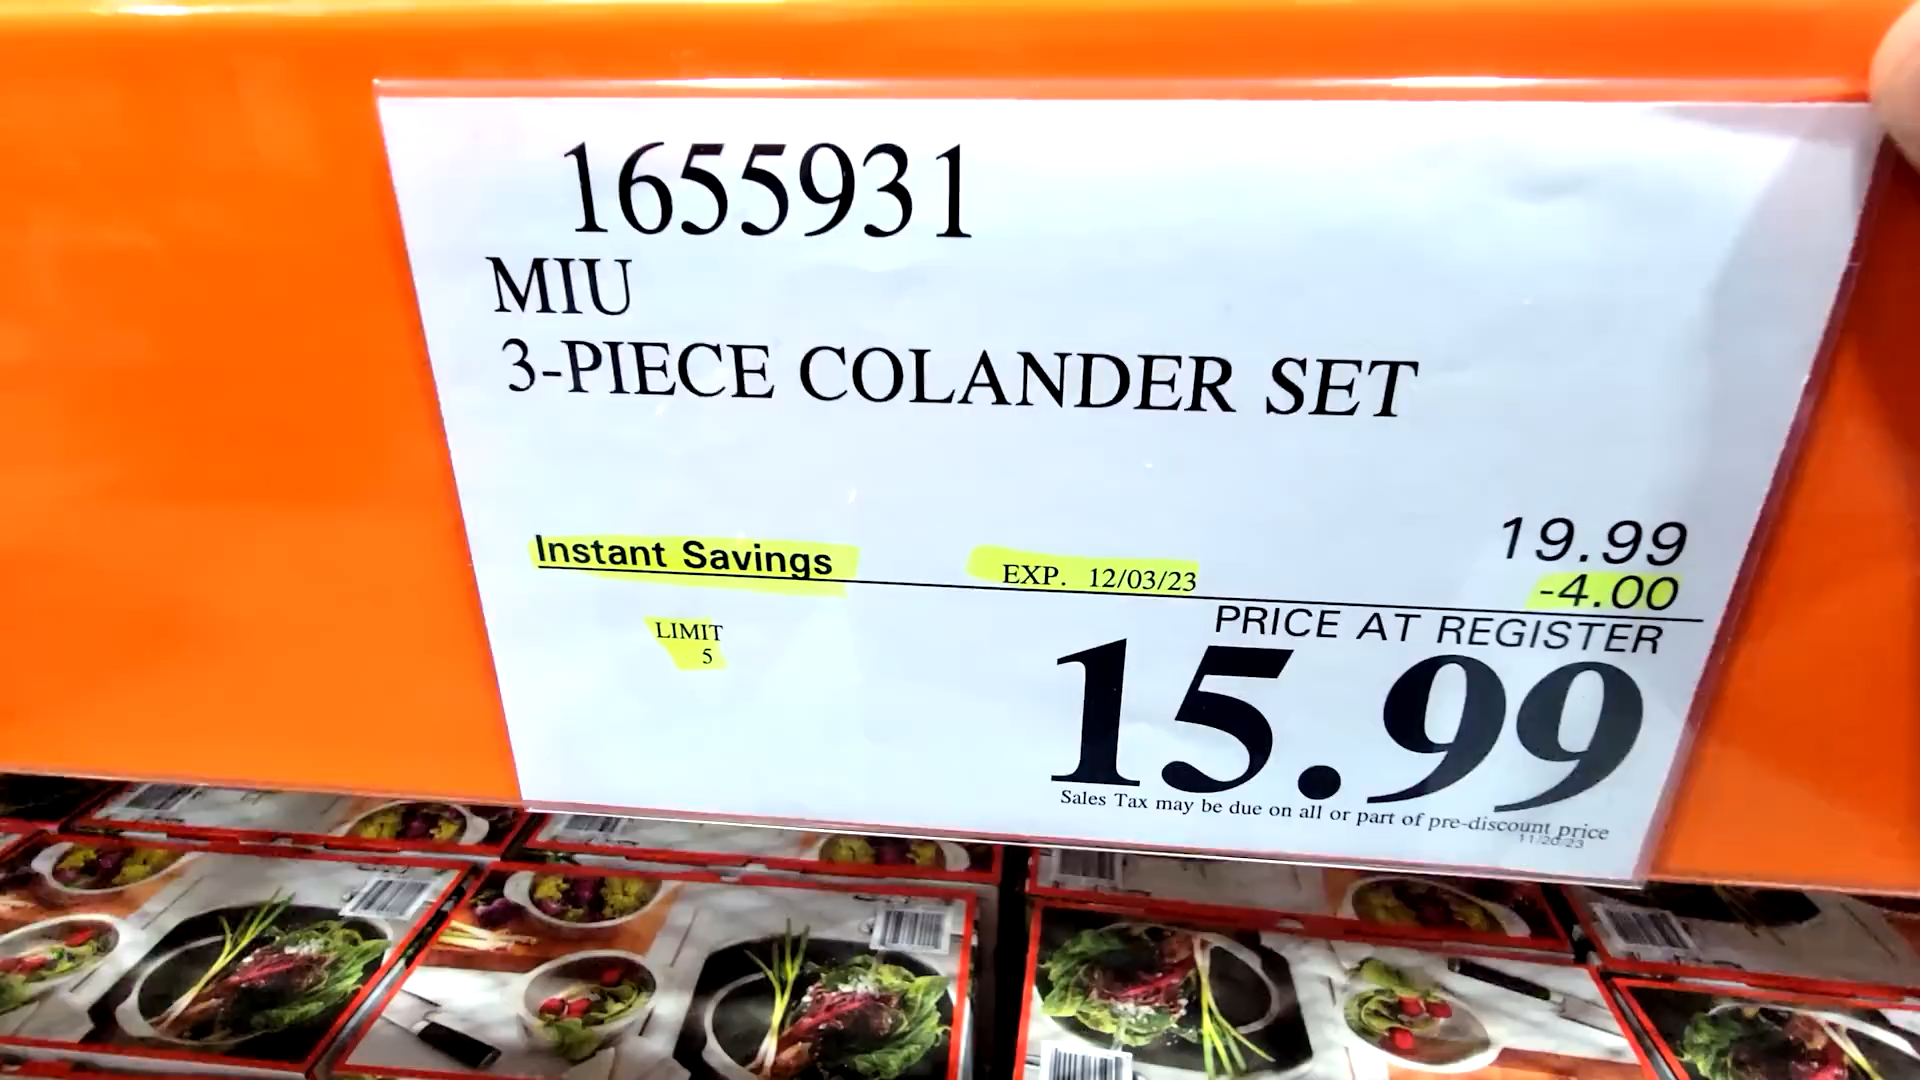 1655931
MIU
3-PIECE COLANDER SET
19.99
Instant Savings EXP. 12/03/23 -4.00
LIMIT
5
PRICE AT REGISTER
15.99
Sales Tax may be due on all or part of pre-discount price
11/20/23